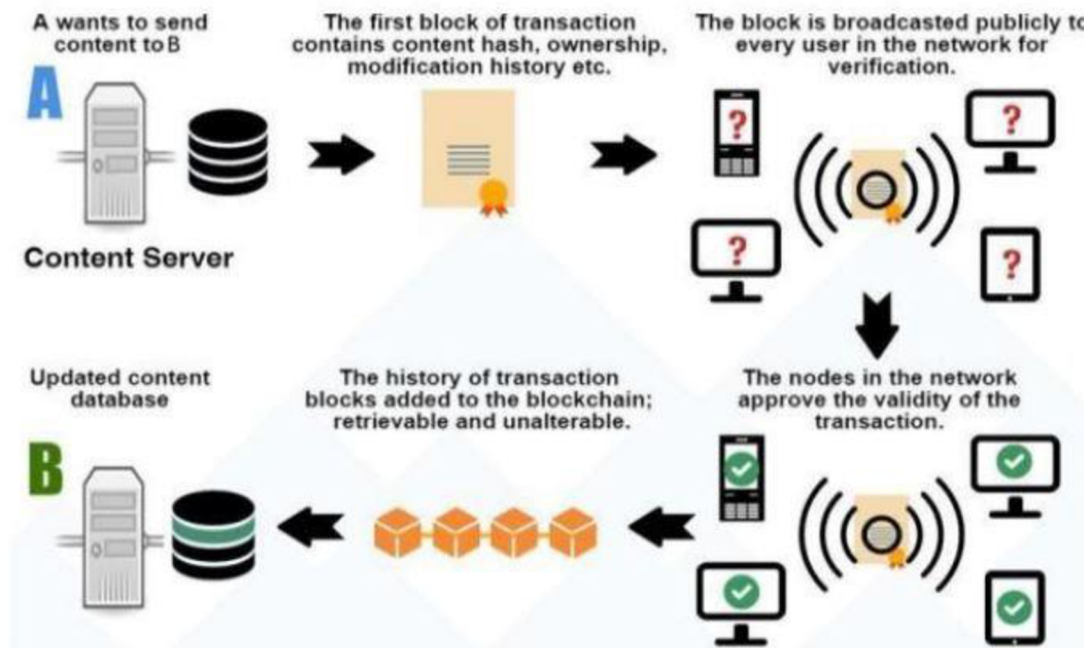 A wants to send
content to B
The first block of transaction
contains content hash, ownership,
modification history etc.
The block is broadcasted publicly to
every user in the network for
verification.
A
?
?
?
?
Content Server
Updated content
database
The history of transaction
blocks added to the blockchain;
retrievable and unalterable.
The nodes in the network
approve the validity of the
transaction.
B